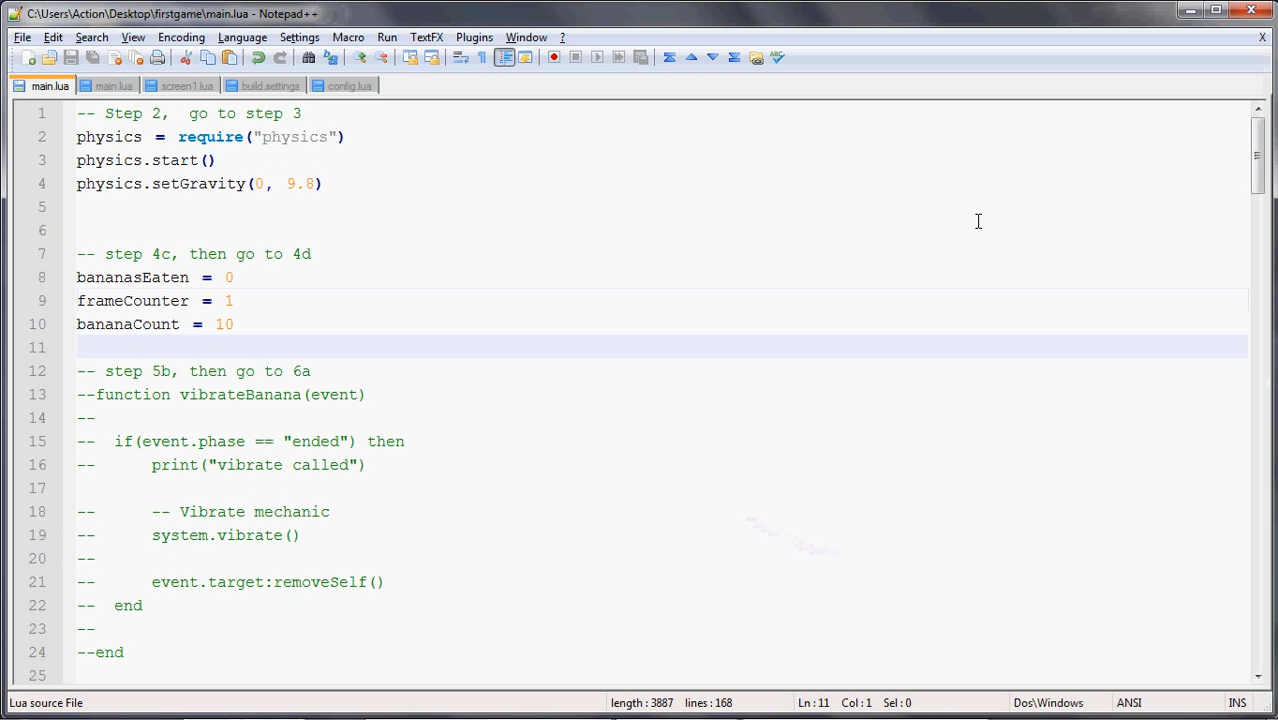 C:\Users\Action\Desktop\firstgame\main.lua - Notepad++
File Edit Search View Encoding Language Settings Macro Run TextFX Plugins Window ? X
main.lua main.lua screen1.lua build.settings config.lua
1 -- Step 2,  go to step 3
2 physics = require("physics")
3 physics.start()
4 physics.setGravity(0, 9.8)
5
6
7 -- step 4c, then go to 4d
8 bananasEaten = 0
9 frameCounter = 1
10 bananaCount = 10
11
12 -- step 5b, then go to 6a
13 --function vibrateBanana(event)
14 --
15 --  if(event.phase == "ended") then
16 --      print("vibrate called")
17
18 --      -- Vibrate mechanic
19 --      system.vibrate()
20 --
21 --      event.target:removeSelf()
22 --  end
23 --
24 --end
25
Lua source File length : 3887 lines : 168 Ln : 11 Col : 1 Sel : 0 Dos\Windows ANSI INS